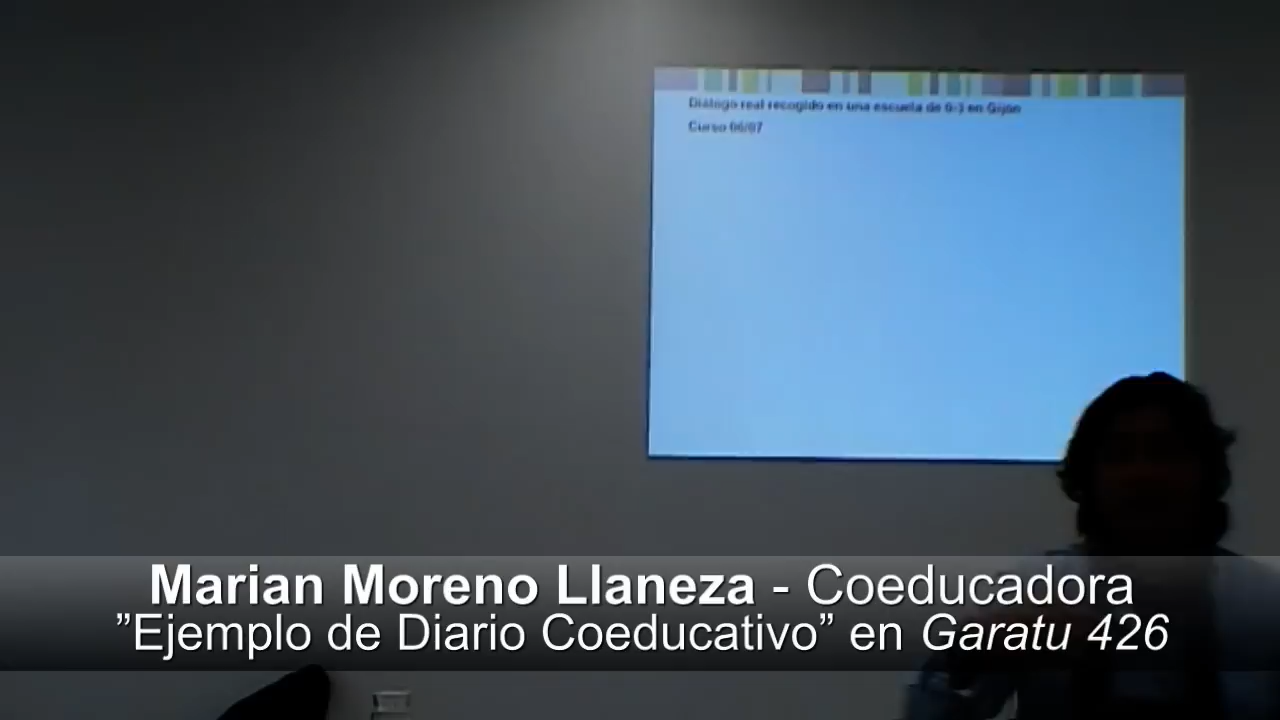 Diálogo real recogido en una escuela de 0-3 en Gijón
Curso 06/07
Marian Moreno Llaneza - Coeducadora
”Ejemplo de Diario Coeducativo” en Garatu 426